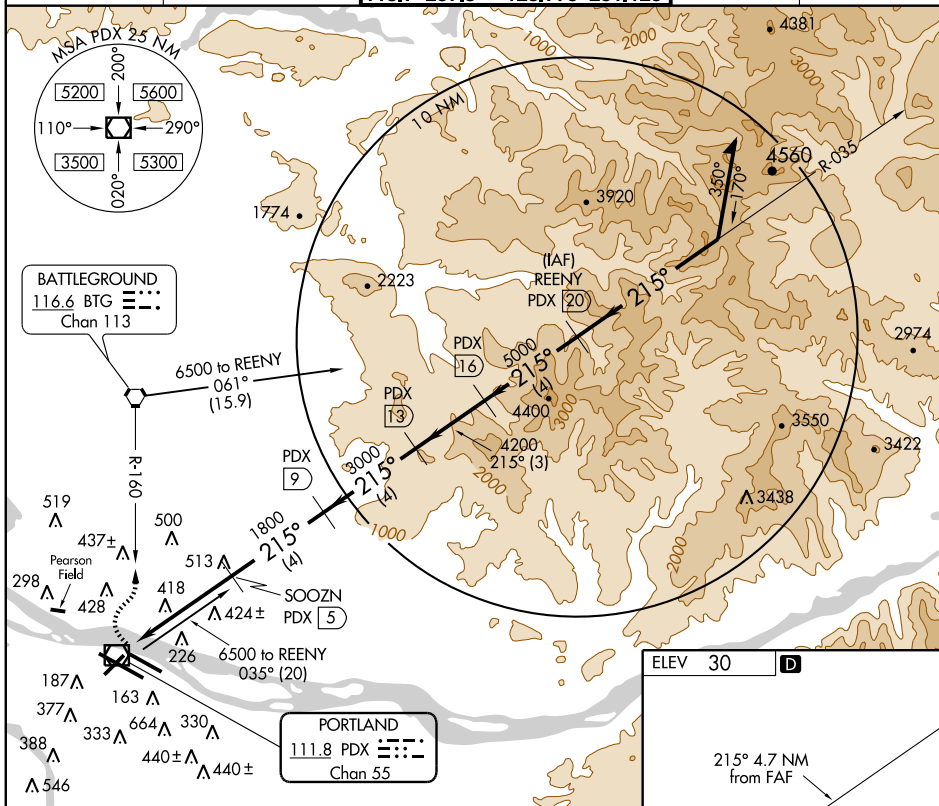 MSA PDX 25 NM
200°
5200
5600
110°
290°
3500
5300
020°
10 NM
1000
2000
3000
4381
4560
R-035
350°
170°
3920
1774
2223
(IAF)
REENY
PDX 20
215°
BATTLEGROUND
116.6 BTG
Chan 113
6500 to REENY
061°
(15.9)
PDX
16
5000
215°
(4)
4400
3000
2974
PDX
13
4200
215° (3)
2000
3550
3422
3438
2000
R-160
PDX
9
3000
215°
(4)
1000
1800
215°
(4)
519
500
437±
Pearson
Field
298
428
418
513
SOOZN
PDX 5
424±
226
6500 to REENY
035° (20)
187
163
377
333
664
330
388
440±
440±
546
PORTLAND
111.8 PDX
Chan 55
ELEV 30
D
215° 4.7 NM
from FAF